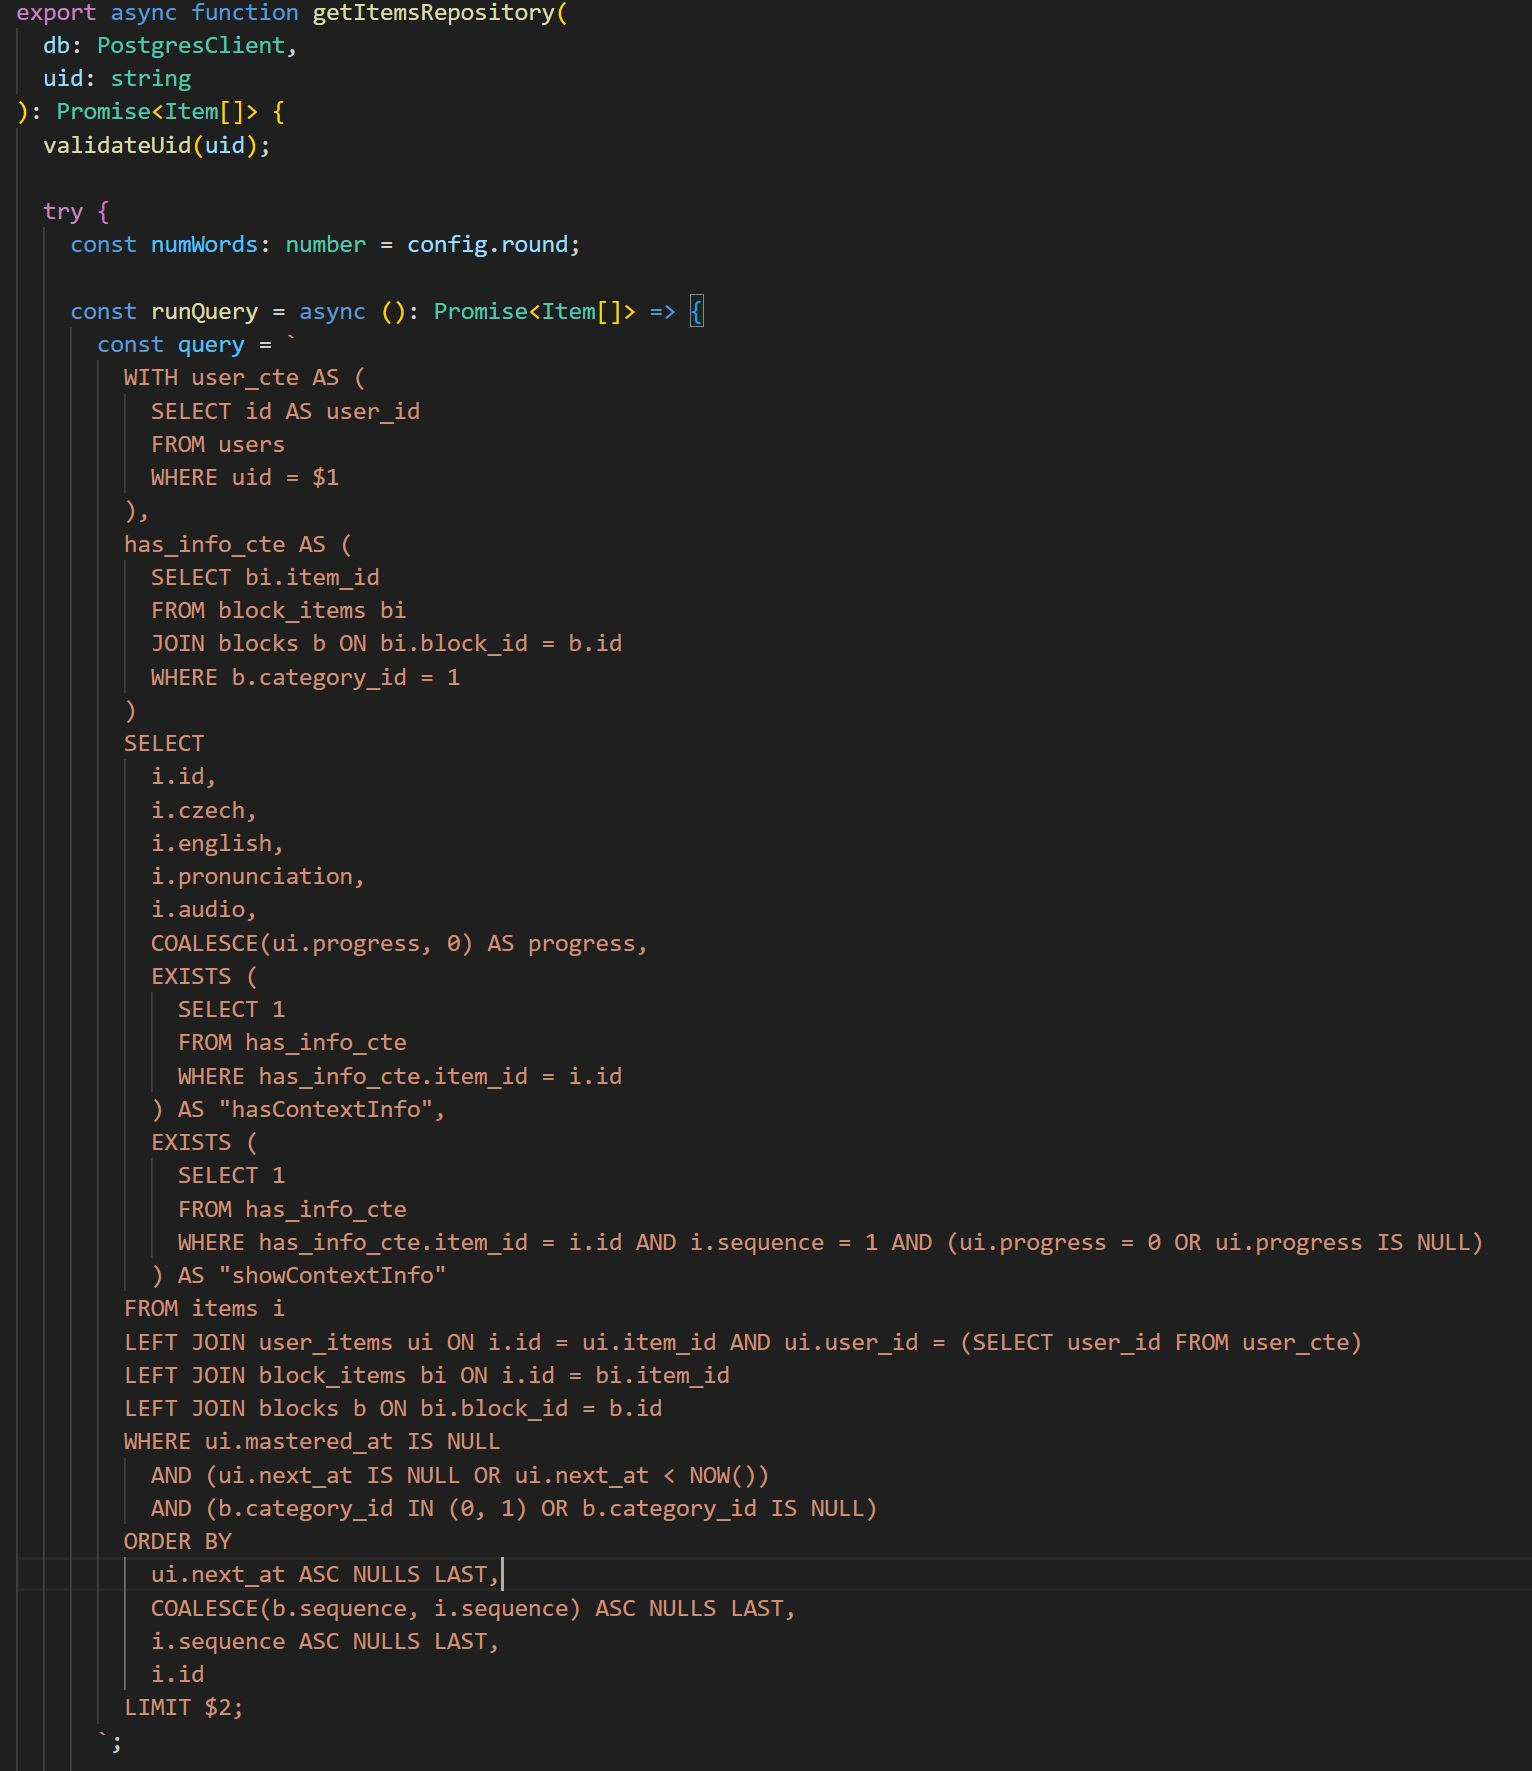 export async function getItemsRepository(
  db: PostgresClient,
  uid: string
): Promise<Item[]> {
  validateUid(uid);

  try {
    const numWords: number = config.round;

    const runQuery = async (): Promise<Item[]> => {
      const query = `
        WITH user_cte AS (
          SELECT id AS user_id
          FROM users
          WHERE uid = $1
        ),
        has_info_cte AS (
          SELECT bi.item_id
          FROM block_items bi
          JOIN blocks b ON bi.block_id = b.id
          WHERE b.category_id = 1
        )
        SELECT
          i.id,
          i.czech,
          i.english,
          i.pronunciation,
          i.audio,
          COALESCE(ui.progress, 0) AS progress,
          EXISTS (
            SELECT 1
            FROM has_info_cte
            WHERE has_info_cte.item_id = i.id
          ) AS "hasContextInfo",
          EXISTS (
            SELECT 1
            FROM has_info_cte
            WHERE has_info_cte.item_id = i.id AND i.sequence = 1 AND (ui.progress = 0 OR ui.progress IS NULL)
          ) AS "showContextInfo"
        FROM items i
        LEFT JOIN user_items ui ON i.id = ui.item_id AND ui.user_id = (SELECT user_id FROM user_cte)
        LEFT JOIN block_items bi ON i.id = bi.item_id
        LEFT JOIN blocks b ON bi.block_id = b.id
        WHERE ui.mastered_at IS NULL
          AND (ui.next_at IS NULL OR ui.next_at < NOW())
          AND (b.category_id IN (0, 1) OR b.category_id IS NULL)
        ORDER BY
          ui.next_at ASC NULLS LAST,
          COALESCE(b.sequence, i.sequence) ASC NULLS LAST,
          i.sequence ASC NULLS LAST,
          i.id
        LIMIT $2;
      `;